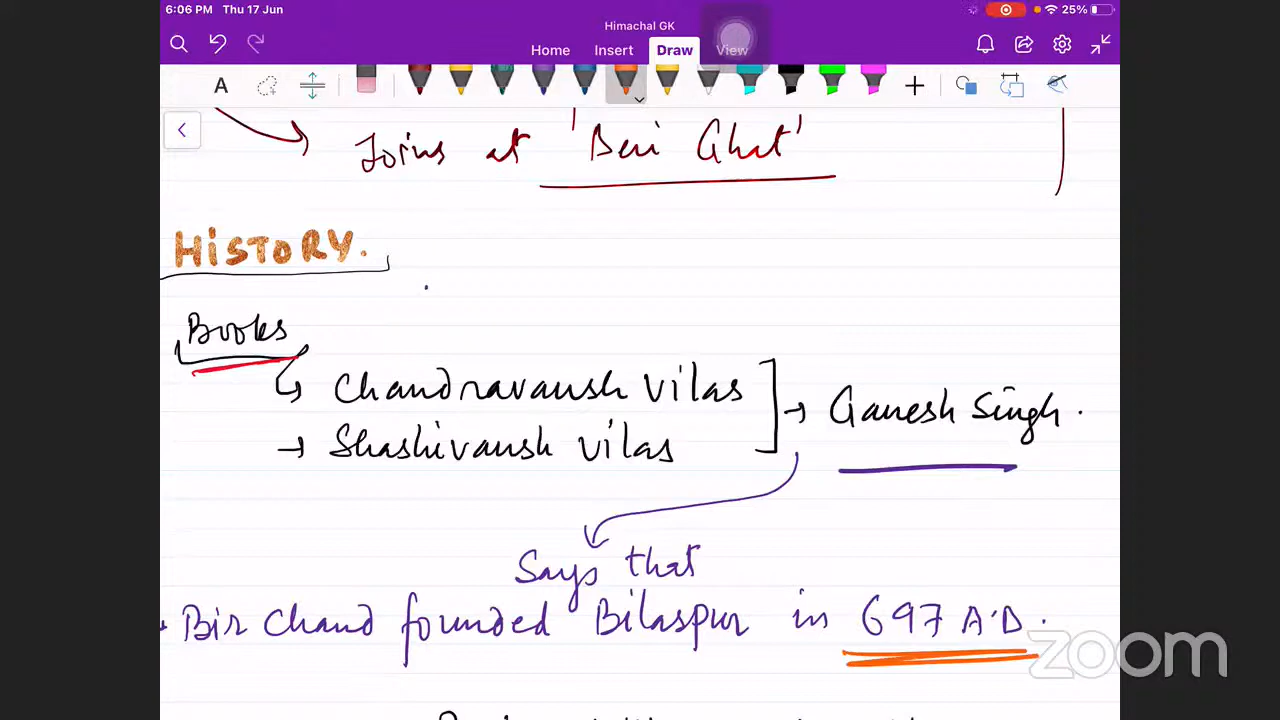 6:06 PM Thu 17 Jun
25%
Himachal GK
Home Insert Draw View
A
Joins at 'Beri Ghat'
HISTORY.
Books
Chandravansh Vilas
→ Shashivansh Vilas
→ Ganesh Singh.
Says that
Bir Chand founded Bilaspur in 697 A.D.
zoom